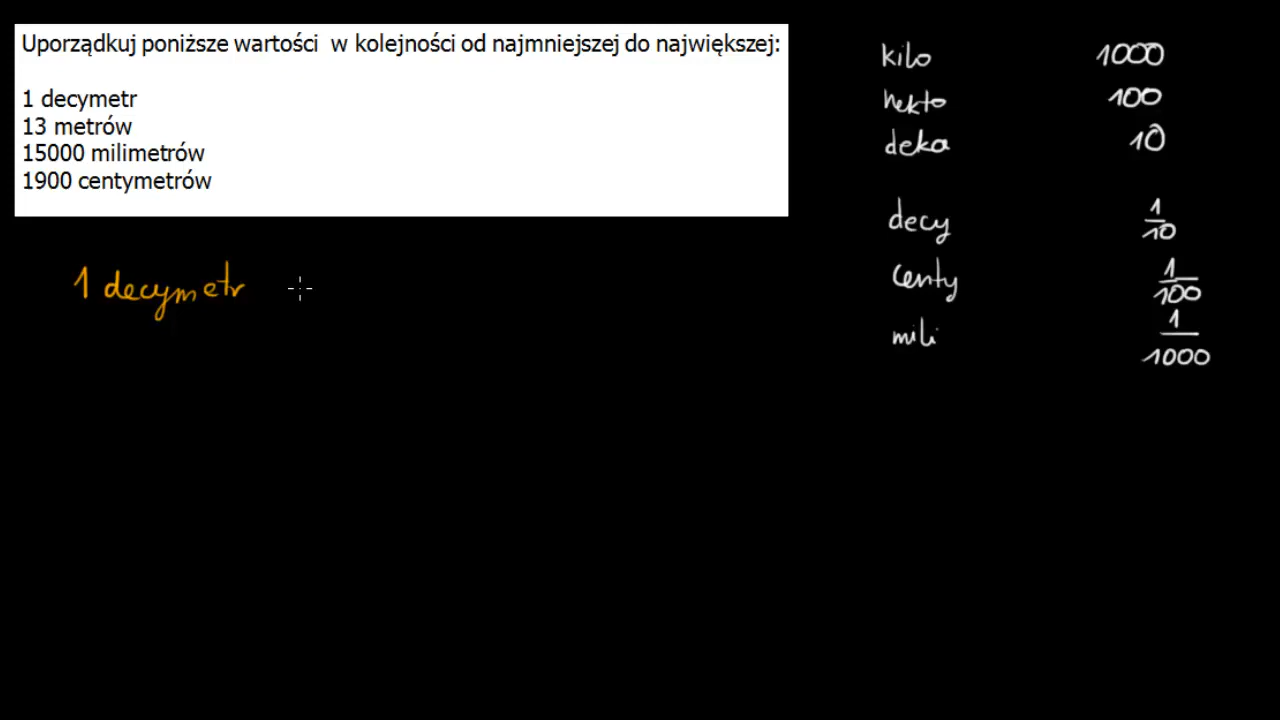 Uporządkuj poniższe wartości w kolejności od najmniejszej do największej:
1 decymetr
13 metrów
15000 milimetrów
1900 centymetrów
kilo 1000
hekto 100
deka 10
decy 1/10
centy 1/100
mili 1/1000
1 decymetr